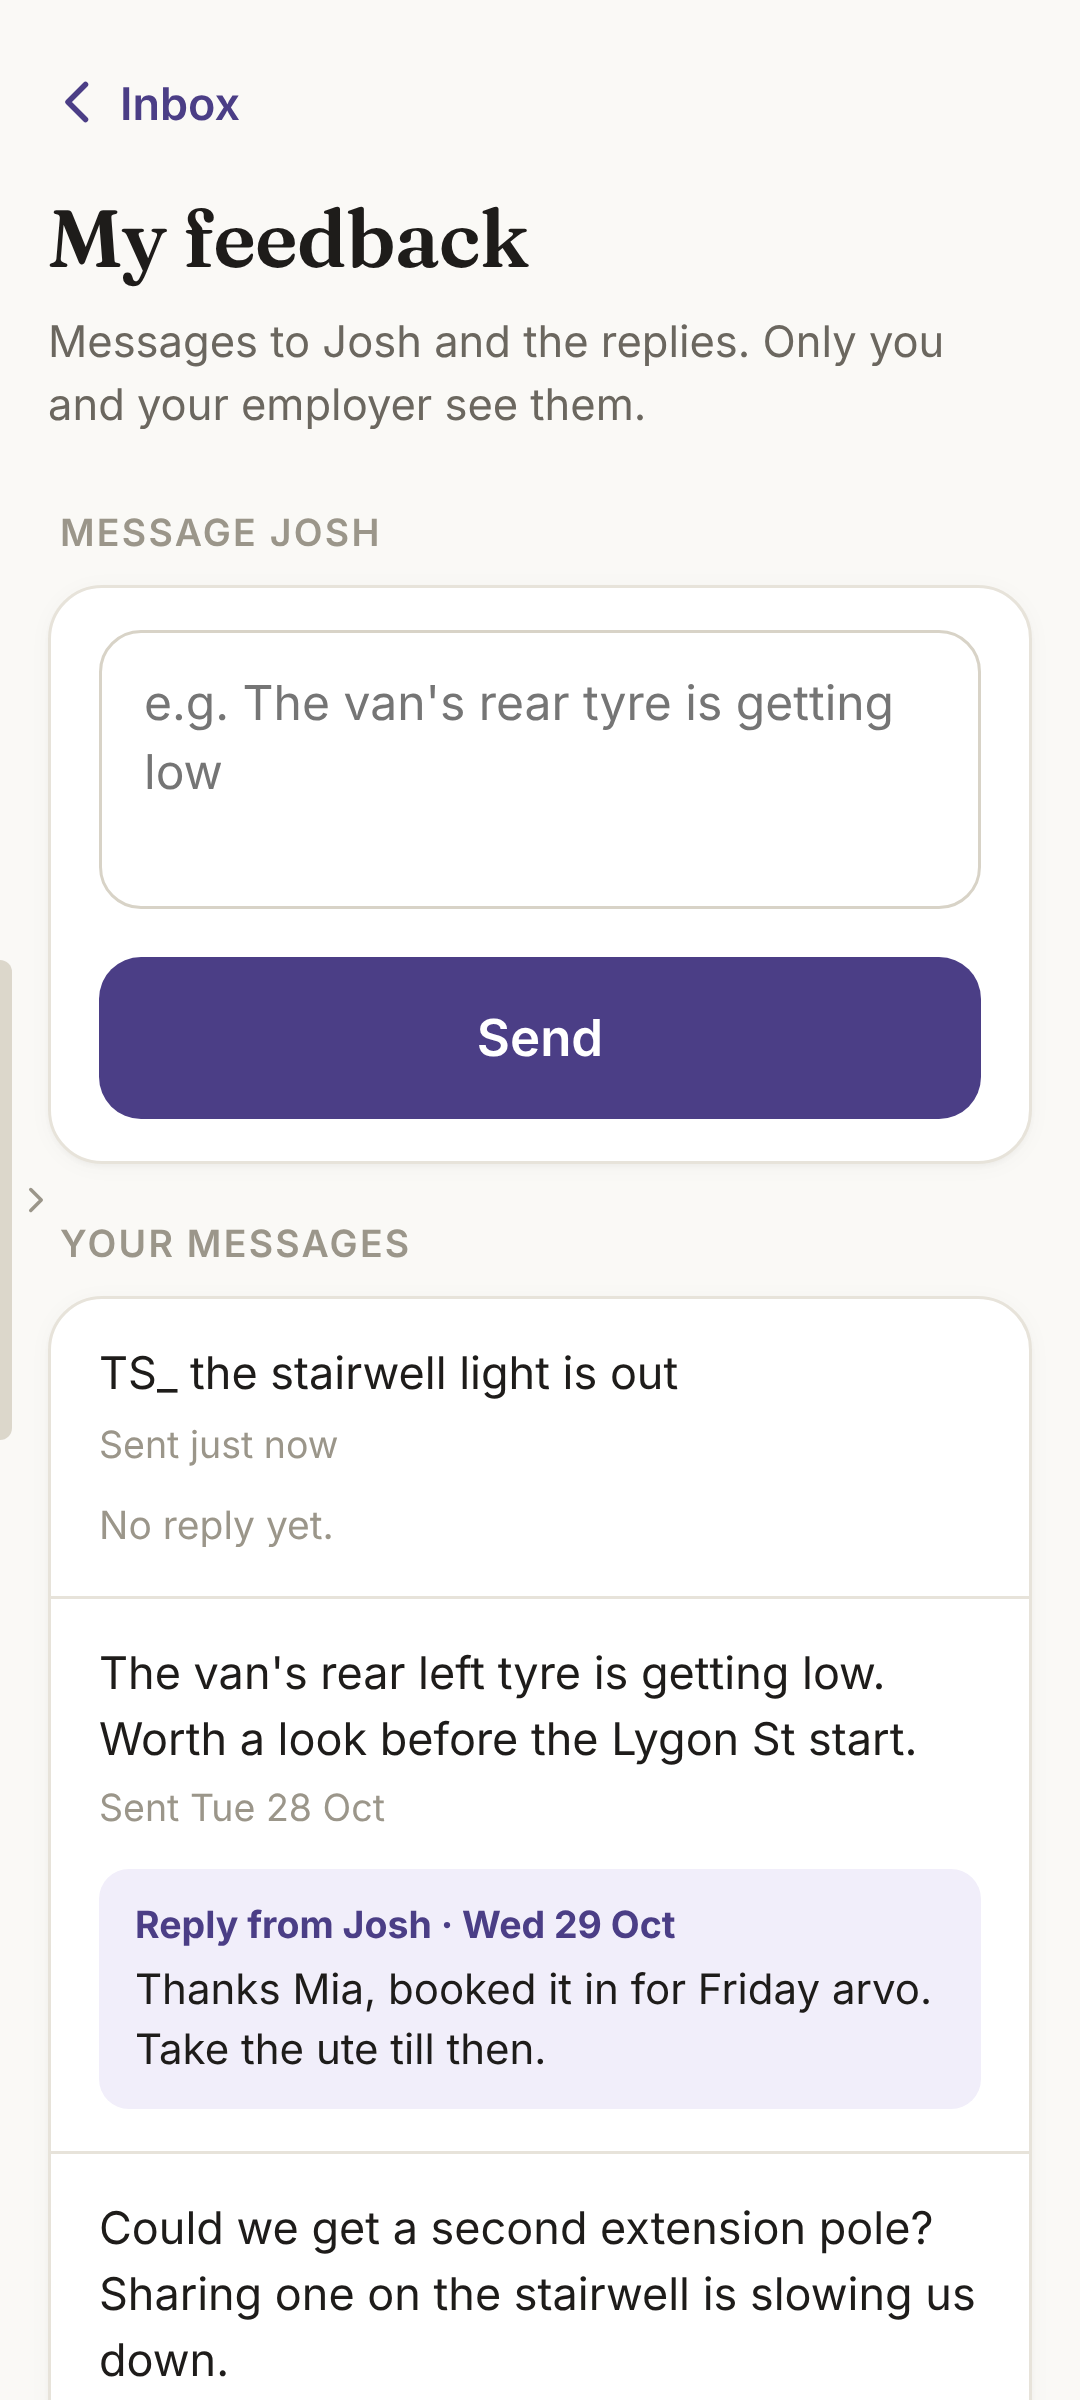 Inbox
My feedback
Messages to Josh and the replies. Only you
and your employer see them.
MESSAGE JOSH
e.g. The van's rear tyre is getting
low
Send
YOUR MESSAGES
TS_ the stairwell light is out
Sent just now
No reply yet.
The van's rear left tyre is getting low.
Worth a look before the Lygon St start.
Sent Tue 28 Oct
Reply from Josh · Wed 29 Oct
Thanks Mia, booked it in for Friday arvo.
Take the ute till then.
Could we get a second extension pole?
Sharing one on the stairwell is slowing us
down.